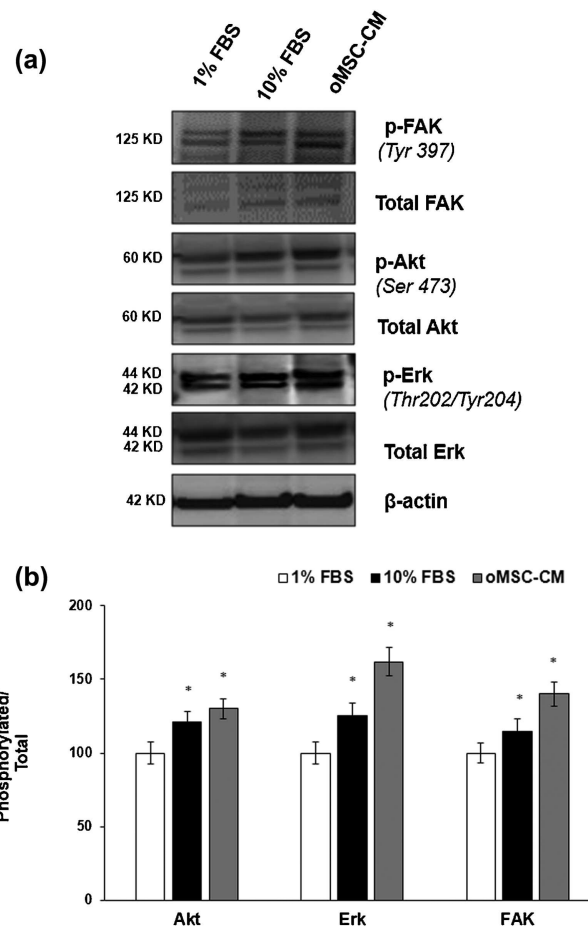 (a)
1% FBS
10% FBS
oMSC-CM
125 KD
p-FAK
(Tyr 397)
125 KD
Total FAK
60 KD
p-Akt
(Ser 473)
60 KD
Total Akt
44 KD
42 KD
p-Erk
(Thr202/Tyr204)
44 KD
42 KD
Total Erk
42 KD
β-actin
(b)
1% FBS
10% FBS
oMSC-CM
Phosphorylated/
Total
200
150
100
50
0
*
*
*
*
*
*
Akt
Erk
FAK